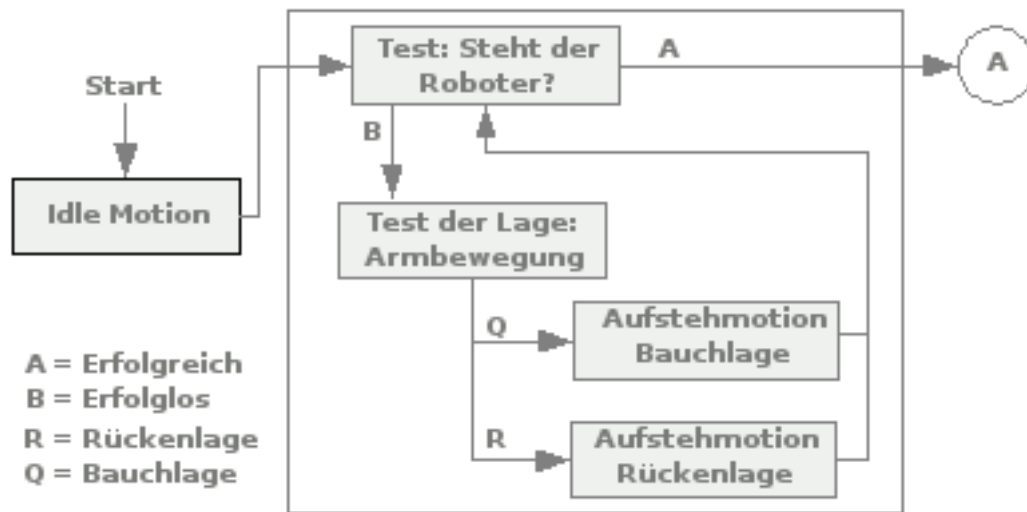 Test: Steht der
Roboter?
A
A
Start
B
Idle Motion
Test der Lage:
Armbewegung
Q
Aufstehmotion
Bauchlage
A = Erfolgreich
B = Erfolglos
R = Rückenlage
Q = Bauchlage
R
Aufstehmotion
Rückenlage